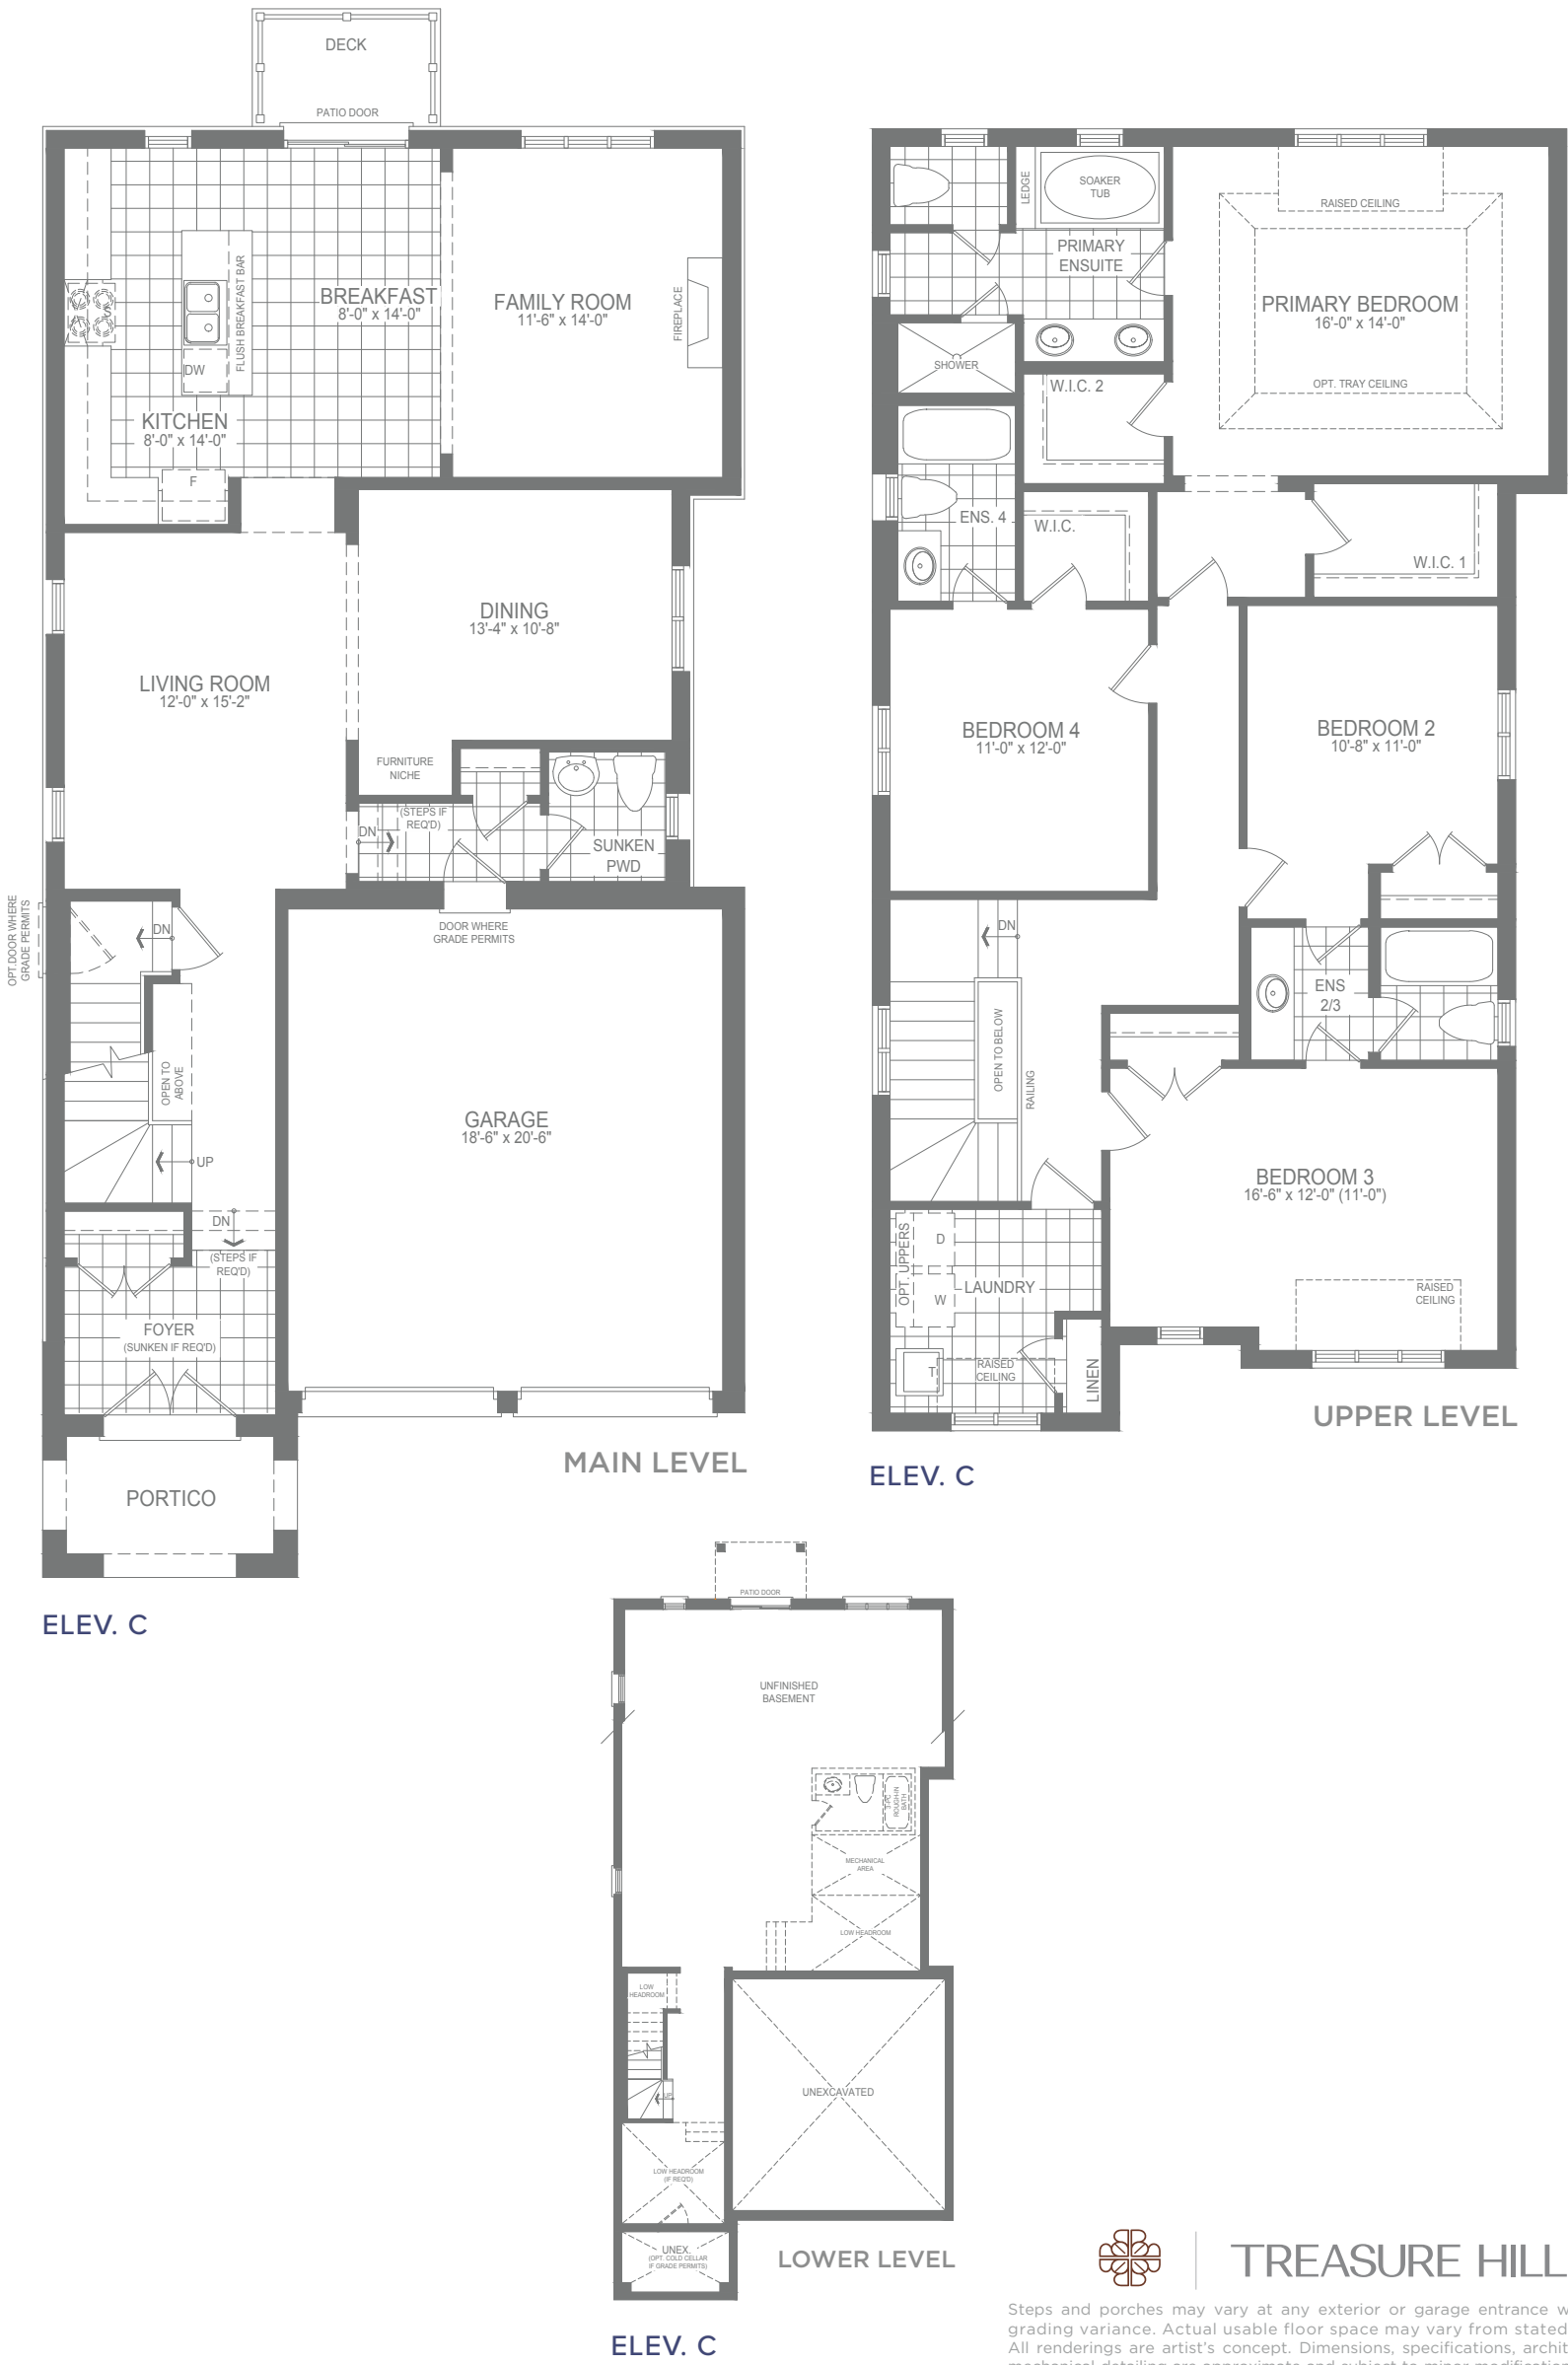 DECK
PATIO DOOR
FLUSH BREAKFAST BAR
BREAKFAST
8'-0" x 14'-0"
FAMILY ROOM
11'-6" x 14'-0"
FIREPLACE
S
DW
KITCHEN
8'-0" x 14'-0"
F
DINING
13'-4" x 10'-8"
LIVING ROOM
12'-0" x 15'-2"
FURNITURE
NICHE
DN
(STEPS IF
REQ'D)
SUNKEN
PWD
OPT.DOOR WHERE
GRADE PERMITS
DN
DOOR WHERE
GRADE PERMITS
OPEN TO
ABOVE
GARAGE
18'-6" x 20'-6"
UP
DN
(STEPS IF
REQ'D)
FOYER
(SUNKEN IF REQ'D)
PORTICO
MAIN LEVEL
ELEV. C
LEDGE
SOAKER
TUB
PRIMARY
ENSUITE
RAISED CEILING
PRIMARY BEDROOM
16'-0" x 14'-0"
OPT. TRAY CEILING
SHOWER
W.I.C. 2
ENS. 4
W.I.C.
W.I.C. 1
BEDROOM 4
11'-0" x 12'-0"
BEDROOM 2
10'-8" x 11'-0"
DN
OPEN TO BELOW
RAILING
ENS
2/3
BEDROOM 3
16'-6" x 12'-0" (11'-0")
RAISED
CEILING
OPT. UPPERS
D
W
LAUNDRY
T
RAISED
CEILING
LINEN
UPPER LEVEL
ELEV. C
PATIO DOOR
UNFINISHED
BASEMENT
3-PC
ROUGH-IN
BATH
MECHANICAL
AREA
LOW HEADROOM
LOW
HEADROOM
UP
UNEXCAVATED
LOW HEADROOM
(IF REQ'D)
UNEX.
(OPT. COLD CELLAR
IF GRADE PERMITS)
LOWER LEVEL
ELEV. C
TREASURE HILL
Steps and porches may vary at any exterior or garage entrance
grading variance. Actual usable floor space may vary from stated
All renderings are artist's concept. Dimensions, specifications,